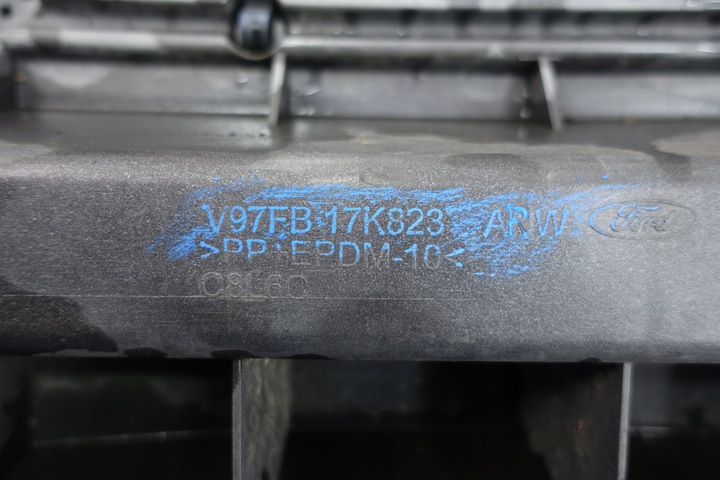 V97FB 17K823 ARW Ford
>PP+EPDM-10<
C8L6C